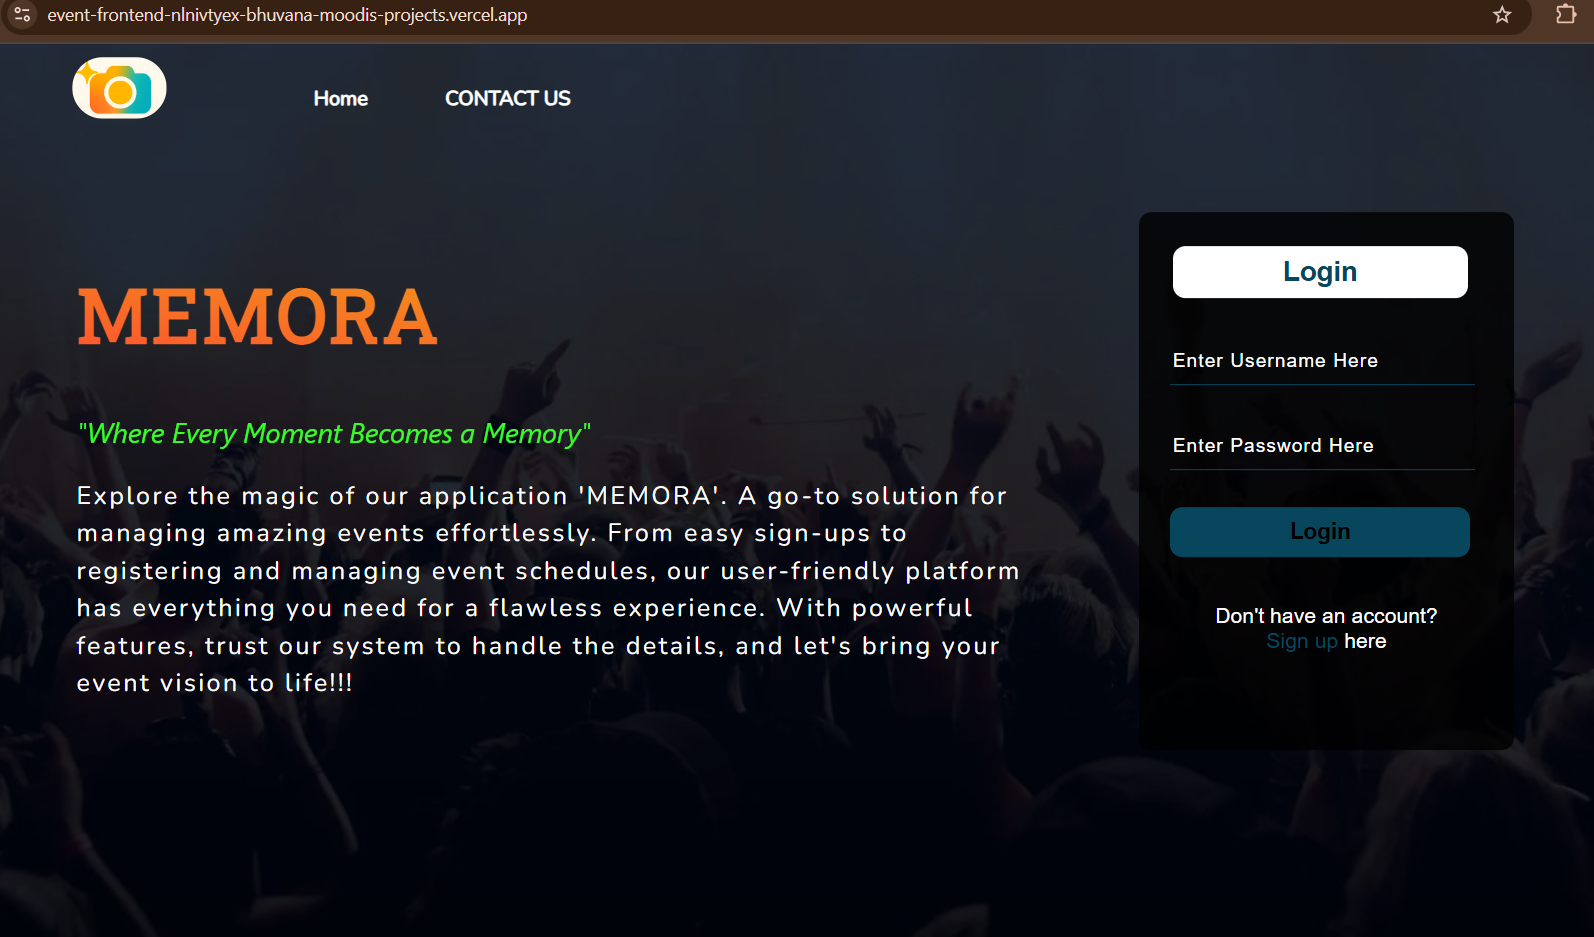 event-frontend-nlnivtyex-bhuvana-moodis-projects.vercel.app
Home
CONTACT US
MEMORA
"Where Every Moment Becomes a Memory"
Explore the magic of our application 'MEMORA'. A go-to solution for
managing amazing events effortlessly. From easy sign-ups to
registering and managing event schedules, our user-friendly platform
has everything you need for a flawless experience. With powerful
features, trust our system to handle the details, and let's bring your
event vision to life!!!
Login
Enter Username Here
Enter Password Here
Login
Don't have an account?
Sign up here